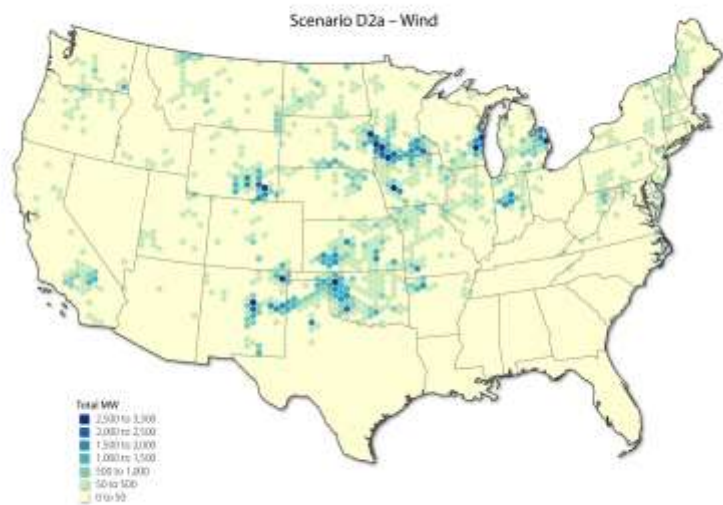 Scenario D2a – Wind
Total MW
2,500 to 3,300
2,000 to 2,500
1,500 to 2,000
1,000 to 1,500
500 to 1,000
50 to 500
0 to 50